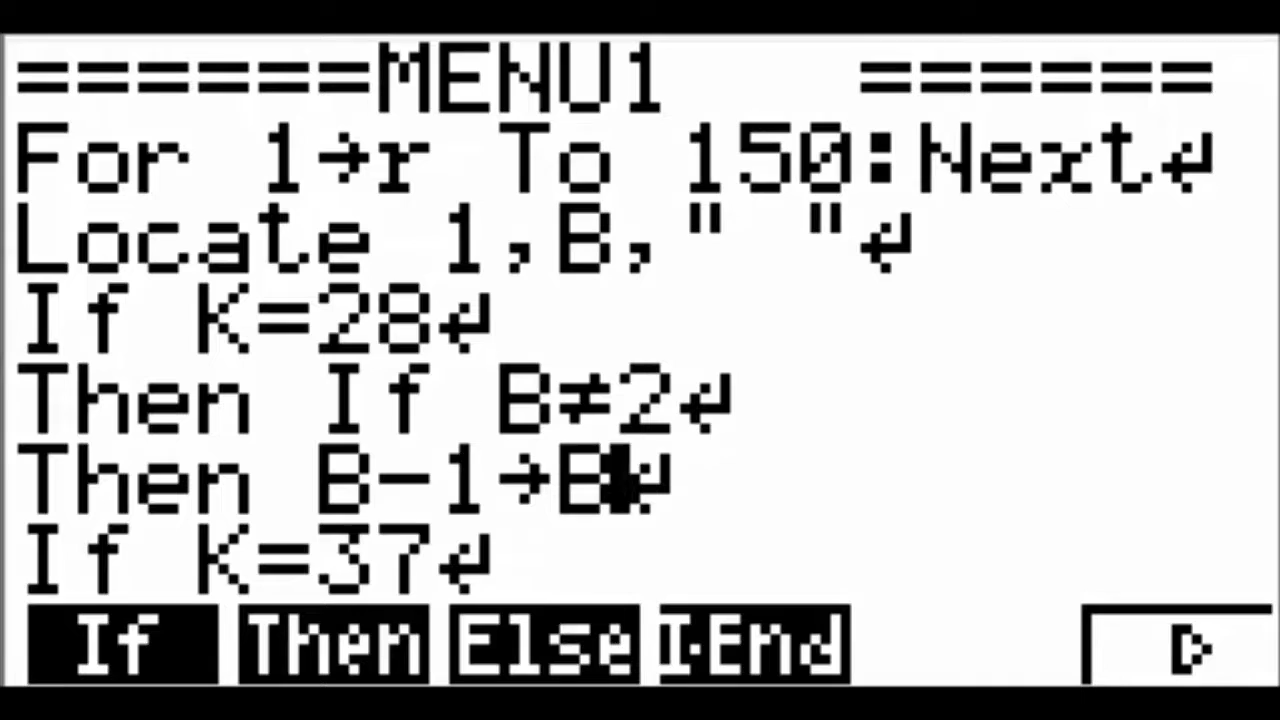 ======MENU1 ======
For 1→r To 150:Next↵
Locate 1,B," "↵
If K=28↵
Then If B≠2↵
Then B-1→B↵
If K=37↵
If Then Else I·End ▷